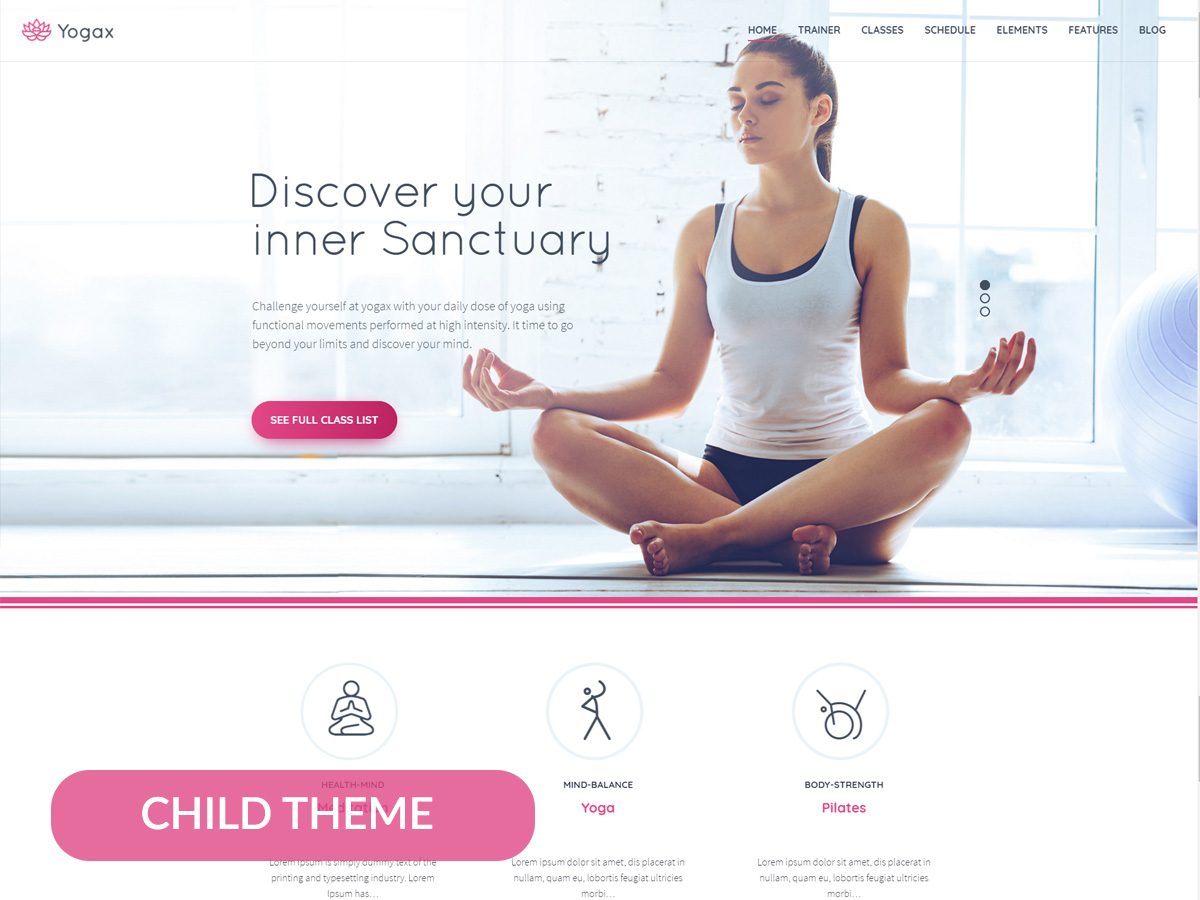 Yogax
HOME TRAINER CLASSES SCHEDULE ELEMENTS FEATURES BLOG
Discover your
inner Sanctuary
Challenge yourself at yogax with your daily dose of yoga using
functional movements performed at high intensity. It time to go
beyond your limits and discover your mind.
SEE FULL CLASS LIST
HEALTH-MIND
Meditation
Lorem Ipsum is simply dummy text of the
printing and typesetting industry. Lorem
Ipsum has…
MIND-BALANCE
Yoga
Lorem ipsum dolor sit amet, dis placerat in
nullam, quam eu, lobortis feugiat ultricies
morbi…
BODY-STRENGTH
Pilates
Lorem ipsum dolor sit amet, dis placerat in
nullam, quam eu, lobortis feugiat ultricies
morbi…
CHILD THEME